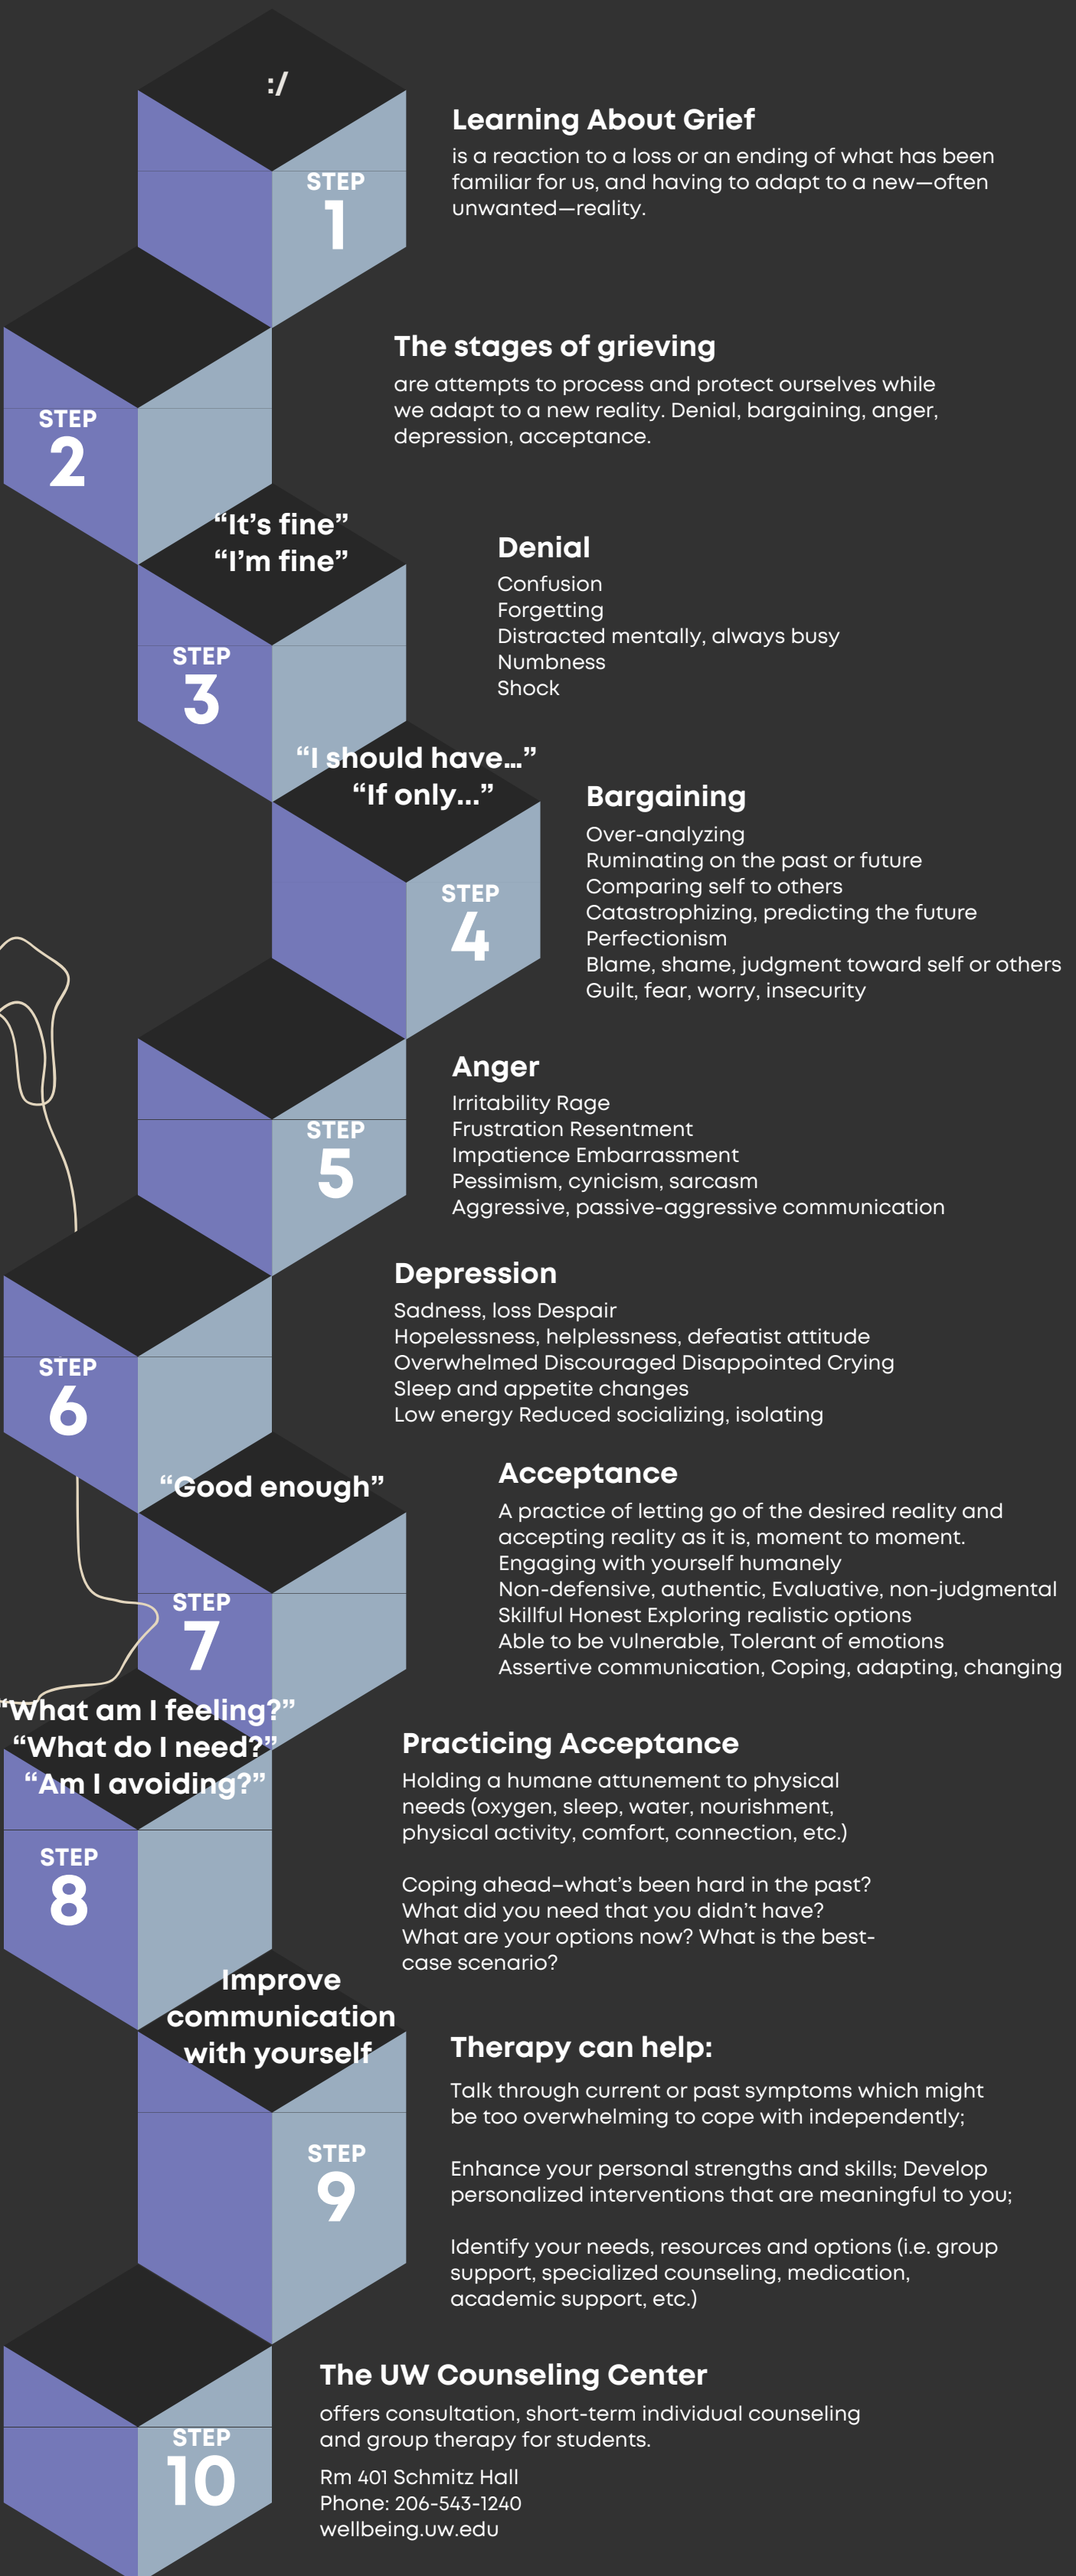 :/
Learning About Grief
is a reaction to a loss or an ending of what has been
familiar for us, and having to adapt to a new—often
unwanted—reality.
STEP
1
The stages of grieving
are attempts to process and protect ourselves while
we adapt to a new reality. Denial, bargaining, anger,
depression, acceptance.
STEP
2
“It’s fine”
“I’m fine”
Denial
Confusion
Forgetting
Distracted mentally, always busy
Numbness
Shock
STEP
3
“I should have...”
“If only...”
Bargaining
Over-analyzing
Ruminating on the past or future
Comparing self to others
Catastrophizing, predicting the future
Perfectionism
Blame, shame, judgment toward self or others
Guilt, fear, worry, insecurity
STEP
4
Anger
Irritability Rage
Frustration Resentment
Impatience Embarrassment
Pessimism, cynicism, sarcasm
Aggressive, passive-aggressive communication
STEP
5
Depression
Sadness, loss Despair
Hopelessness, helplessness, defeatist attitude
Overwhelmed Discouraged Disappointed Crying
Sleep and appetite changes
Low energy Reduced socializing, isolating
STEP
6
“Good enough”
Acceptance
A practice of letting go of the desired reality and
accepting reality as it is, moment to moment.
Engaging with yourself humanely
Non-defensive, authentic, Evaluative, non-judgmental
Skillful Honest Exploring realistic options
Able to be vulnerable, Tolerant of emotions
Assertive communication, Coping, adapting, changing
STEP
7
“What am I feeling?”
“What do I need?”
“Am I avoiding?”
Practicing Acceptance
Holding a humane attunement to physical
needs (oxygen, sleep, water, nourishment,
physical activity, comfort, connection, etc.)
Coping ahead–what’s been hard in the past?
What did you need that you didn’t have?
What are your options now? What is the best-
case scenario?
STEP
8
Improve
communication
with yourself
Therapy can help:
Talk through current or past symptoms which might
be too overwhelming to cope with independently;
Enhance your personal strengths and skills; Develop
personalized interventions that are meaningful to you;
Identify your needs, resources and options (i.e. group
support, specialized counseling, medication,
academic support, etc.)
STEP
9
The UW Counseling Center
offers consultation, short-term individual counseling
and group therapy for students.
Rm 401 Schmitz Hall
Phone: 206-543-1240
wellbeing.uw.edu
STEP
10